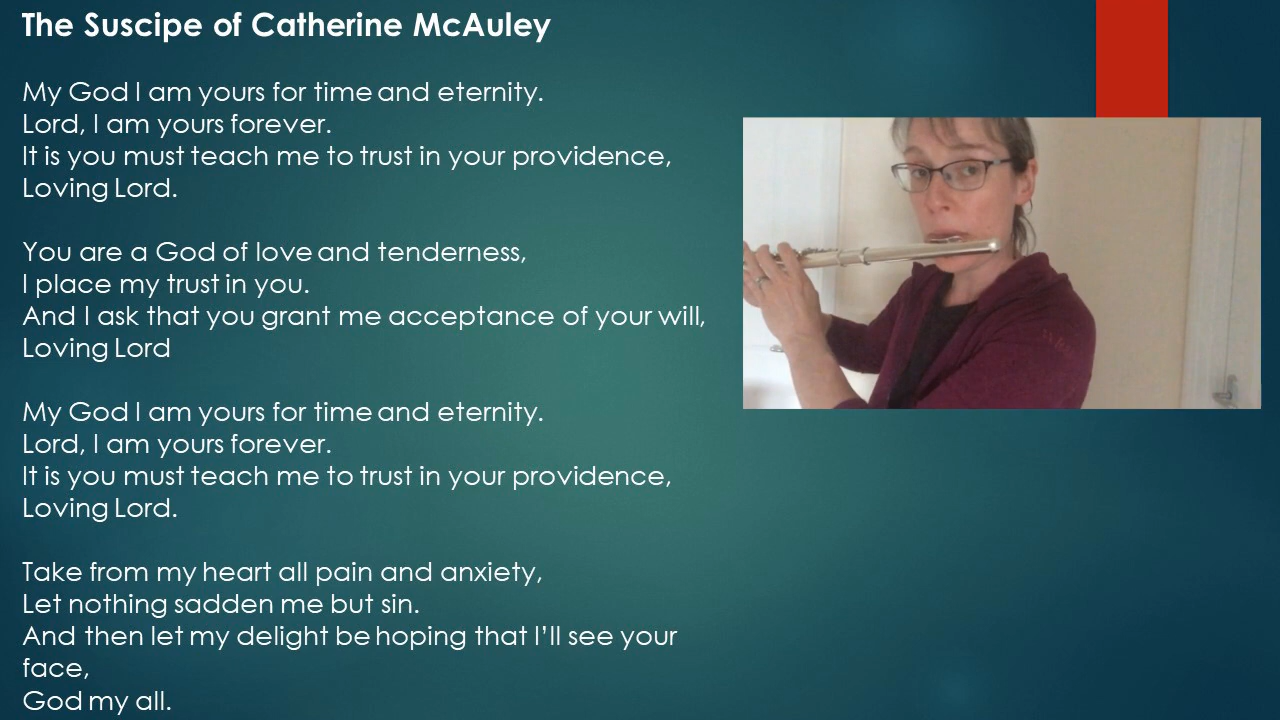 The Suscipe of Catherine McAuley
My God I am yours for time and eternity.
Lord, I am yours forever.
It is you must teach me to trust in your providence,
Loving Lord.
You are a God of love and tenderness,
I place my trust in you.
And I ask that you grant me acceptance of your will,
Loving Lord
My God I am yours for time and eternity.
Lord, I am yours forever.
It is you must teach me to trust in your providence,
Loving Lord.
Take from my heart all pain and anxiety,
Let nothing sadden me but sin.
And then let my delight be hoping that I’ll see your
face,
God my all.